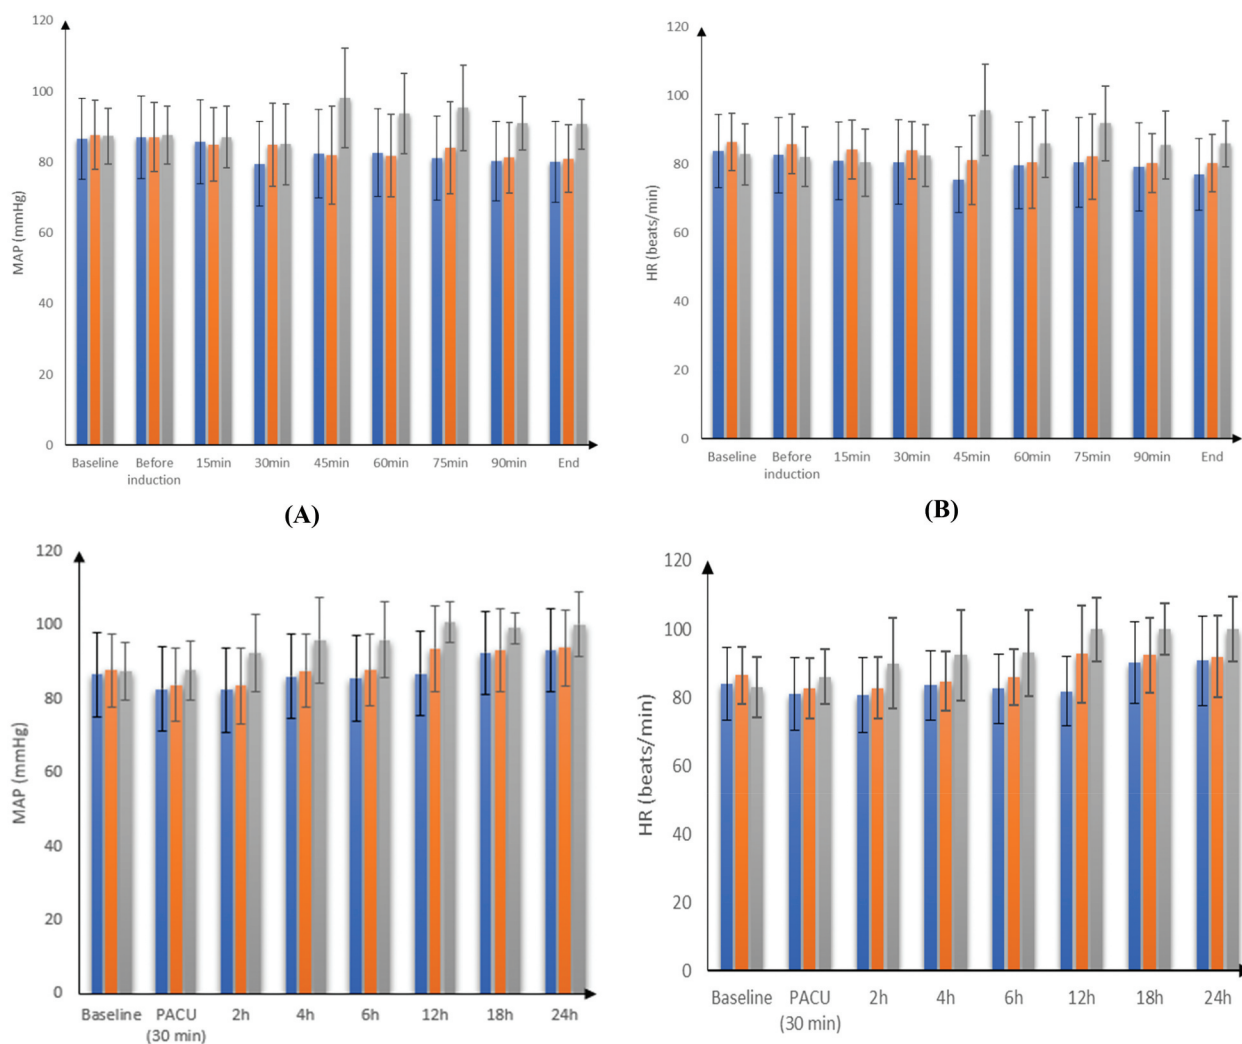 120
100
80
60
40
20
0
MAP (mmHg)
Baseline Before induction 15min 30min 45min 60min 75min 90min End
(A)
120
100
80
60
40
20
0
HR (beats/min)
Baseline Before induction 15min 30min 45min 60min 75min 90min End
(B)
120
100
80
60
40
20
0
MAP (mmHg)
Baseline PACU (30 min) 2h 4h 6h 12h 18h 24h
120
100
80
60
40
20
0
HR (beats/min)
Baseline PACU (30 min) 2h 4h 6h 12h 18h 24h